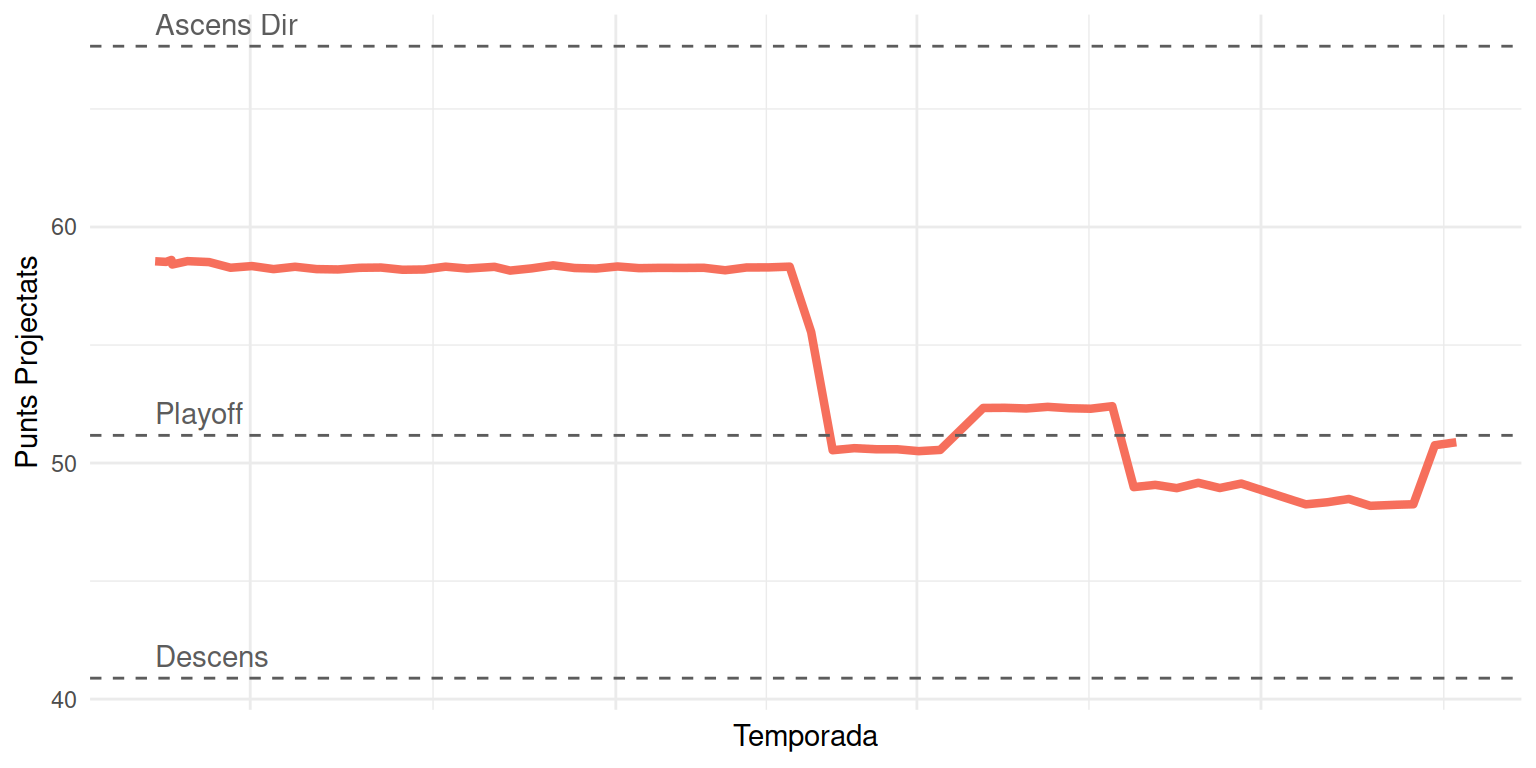 Ascens Dir
60
Punts Projectats
Playoff
50
Descens
40
Temporada